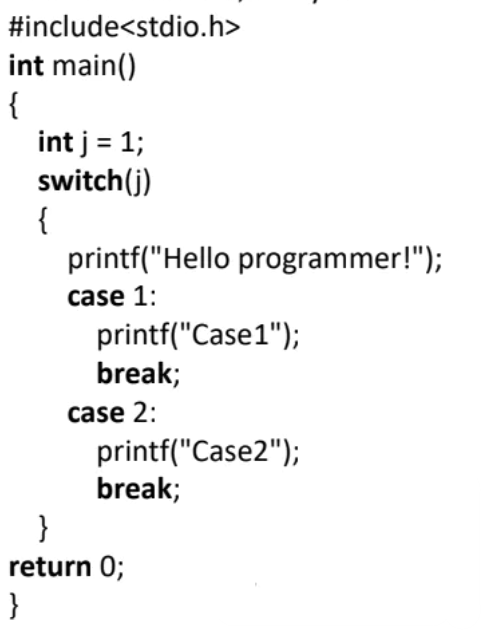 #include<stdio.h>
int main()
{
int j = 1;
switch(j)
{
printf("Hello programmer!");
case 1:
printf("Case1");
break;
case 2:
printf("Case2");
break;
}
return 0;
}